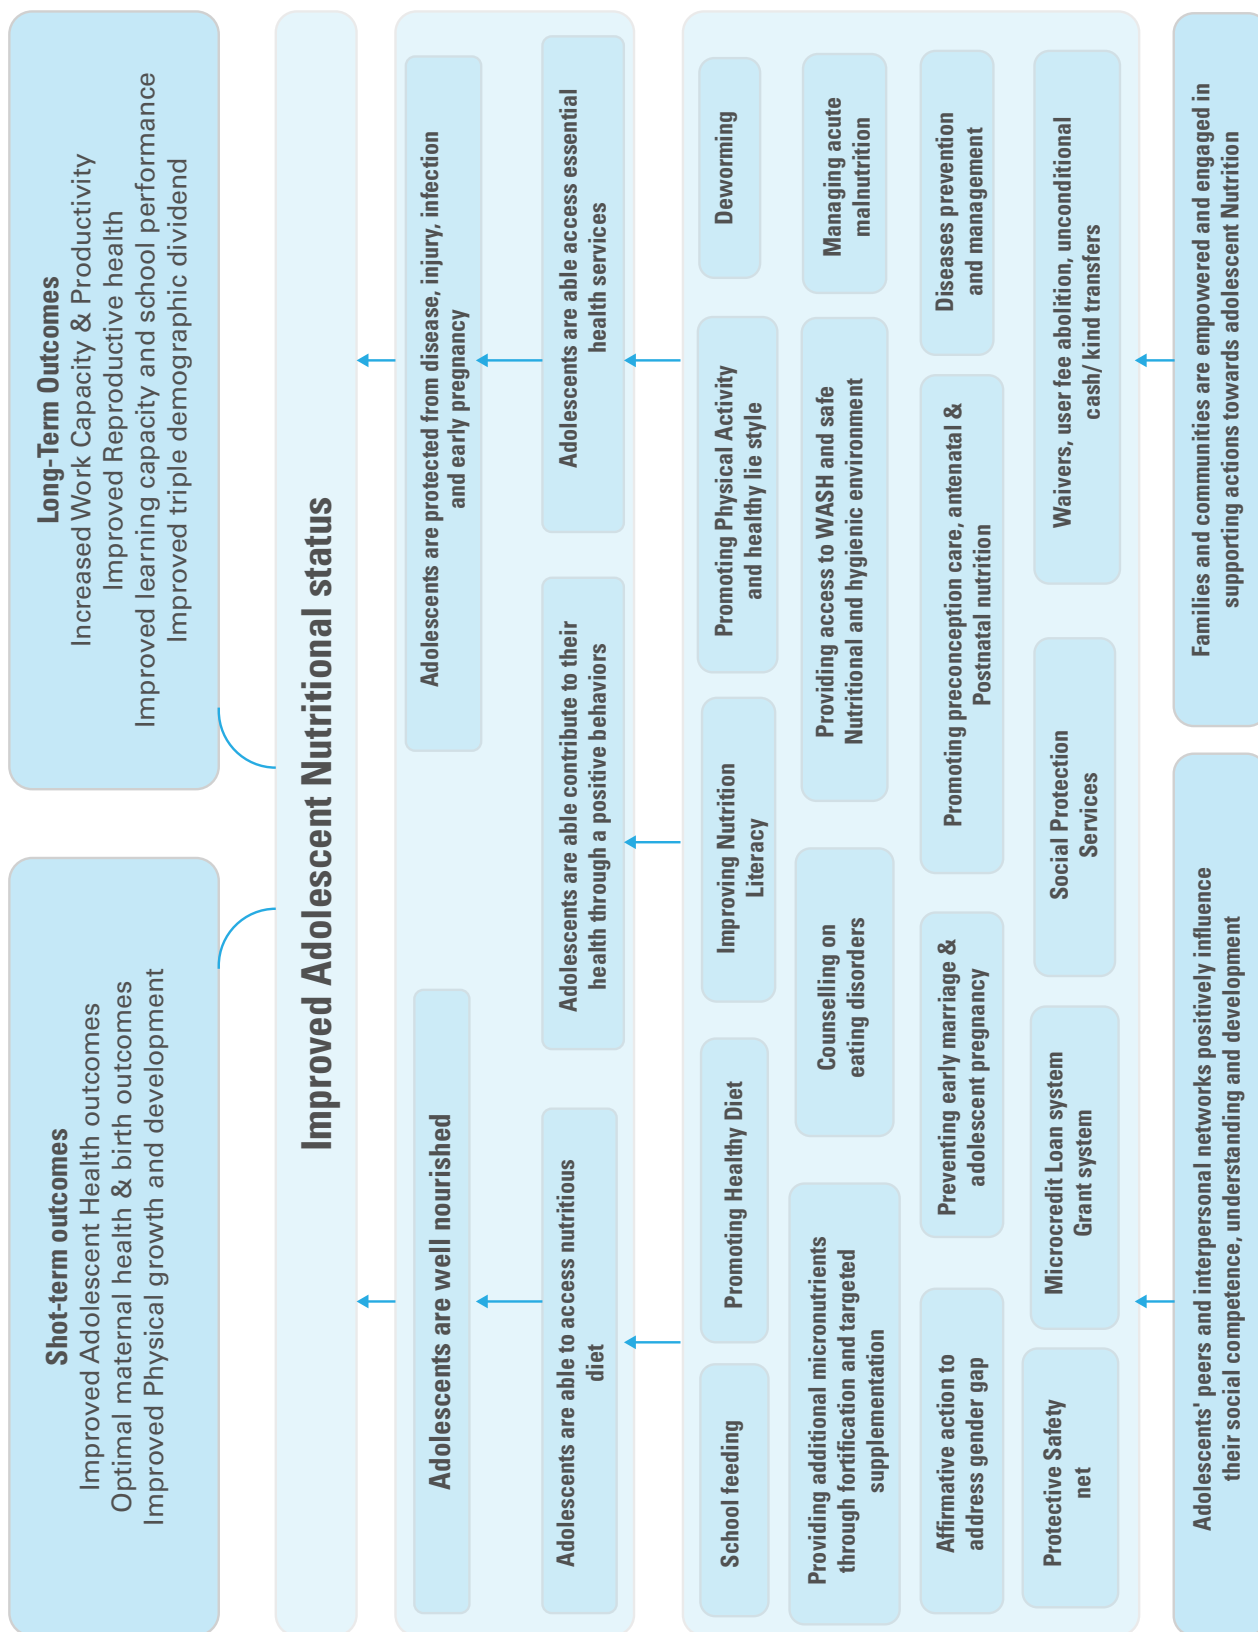 Shot-term outcomes
Improved Adolescent Health outcomes
Optimal maternal health & birth outcomes
Improved Physical growth and development
Long-Term Outcomes
Increased Work Capacity & Productivity
Improved Reproductive health
Improved learning capacity and school performance
Improved triple demographic dividend
Improved Adolescent Nutritional status
Adolescents are well nourished
Adolescents are protected from disease, injury, infection
and early pregnancy
Adolescents are able to access nutritious
diet
Adolescents are able contribute to their
health through a positive behaviors
Adolescents are able access essential
health services
School feeding
Promoting Healthy Diet
Improving Nutrition
Literacy
Promoting Physical Activity
and healthy lie style
Deworming
Providing additional micronutrients
through fortification and targeted
supplementation
Counselling on
eating disorders
Providing access to WASH and safe
Nutritional and hygienic environment
Managing acute
malnutrition
Affirmative action to
address gender gap
Preventing early marriage &
adolescent pregnancy
Promoting preconception care, antenatal &
Postnatal nutrition
Diseases prevention
and management
Protective Safety
net
Microcredit Loan system
Grant system
Social Protection
Services
Waivers, user fee abolition, unconditional
cash/ kind transfers
Adolescents' peers and interpersonal networks positively influence
their social competence, understanding and development
Families and communities are empowered and engaged in
supporting actions towards adolescent Nutrition